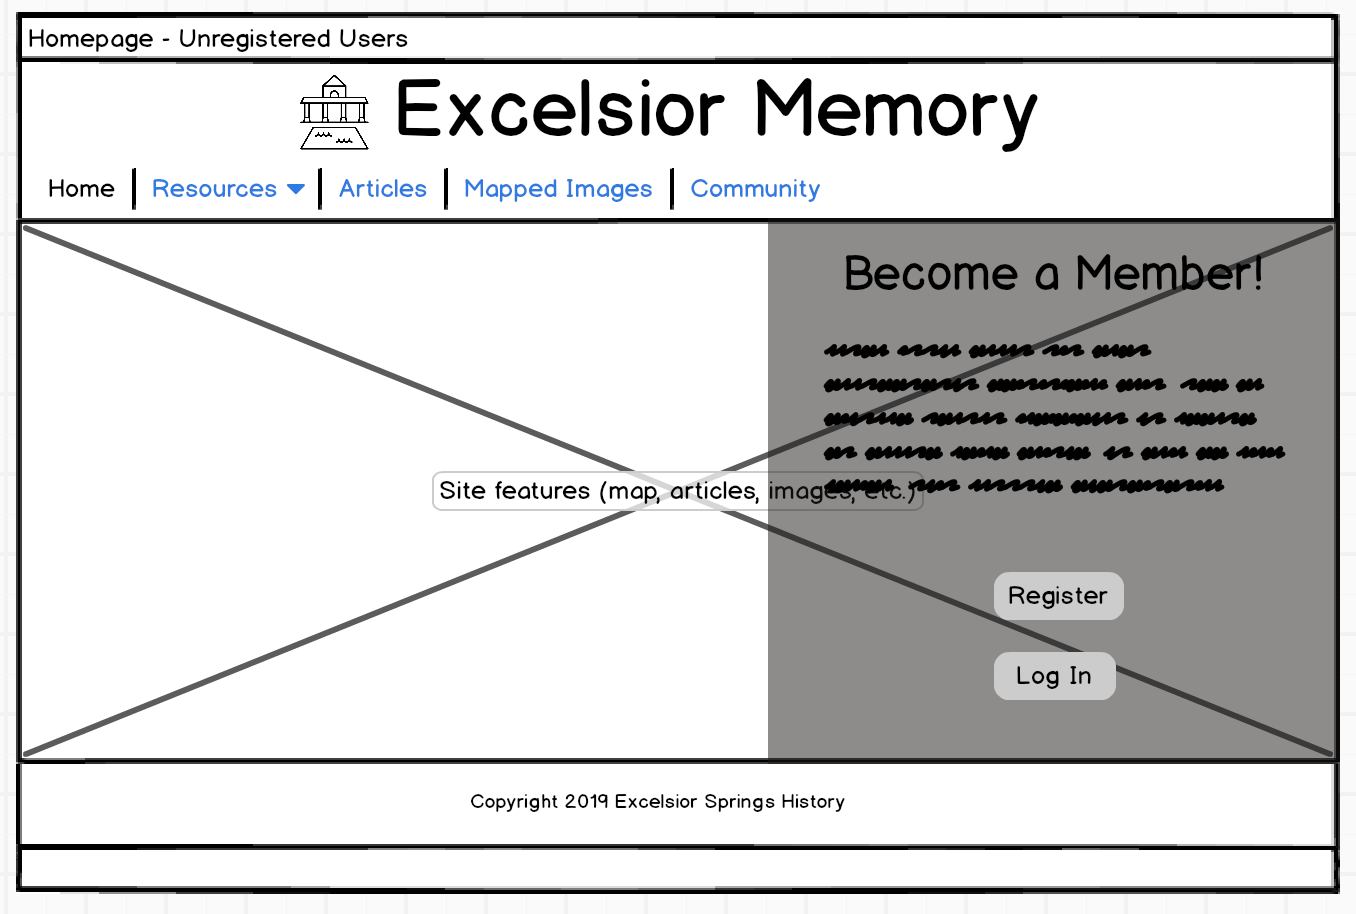 Homepage - Unregistered Users
Excelsior Memory
Home Resources Articles Mapped Images Community
Become a Member!
Site features (map, articles, images, etc.)
Register
Log In
Copyright 2019 Excelsior Springs History